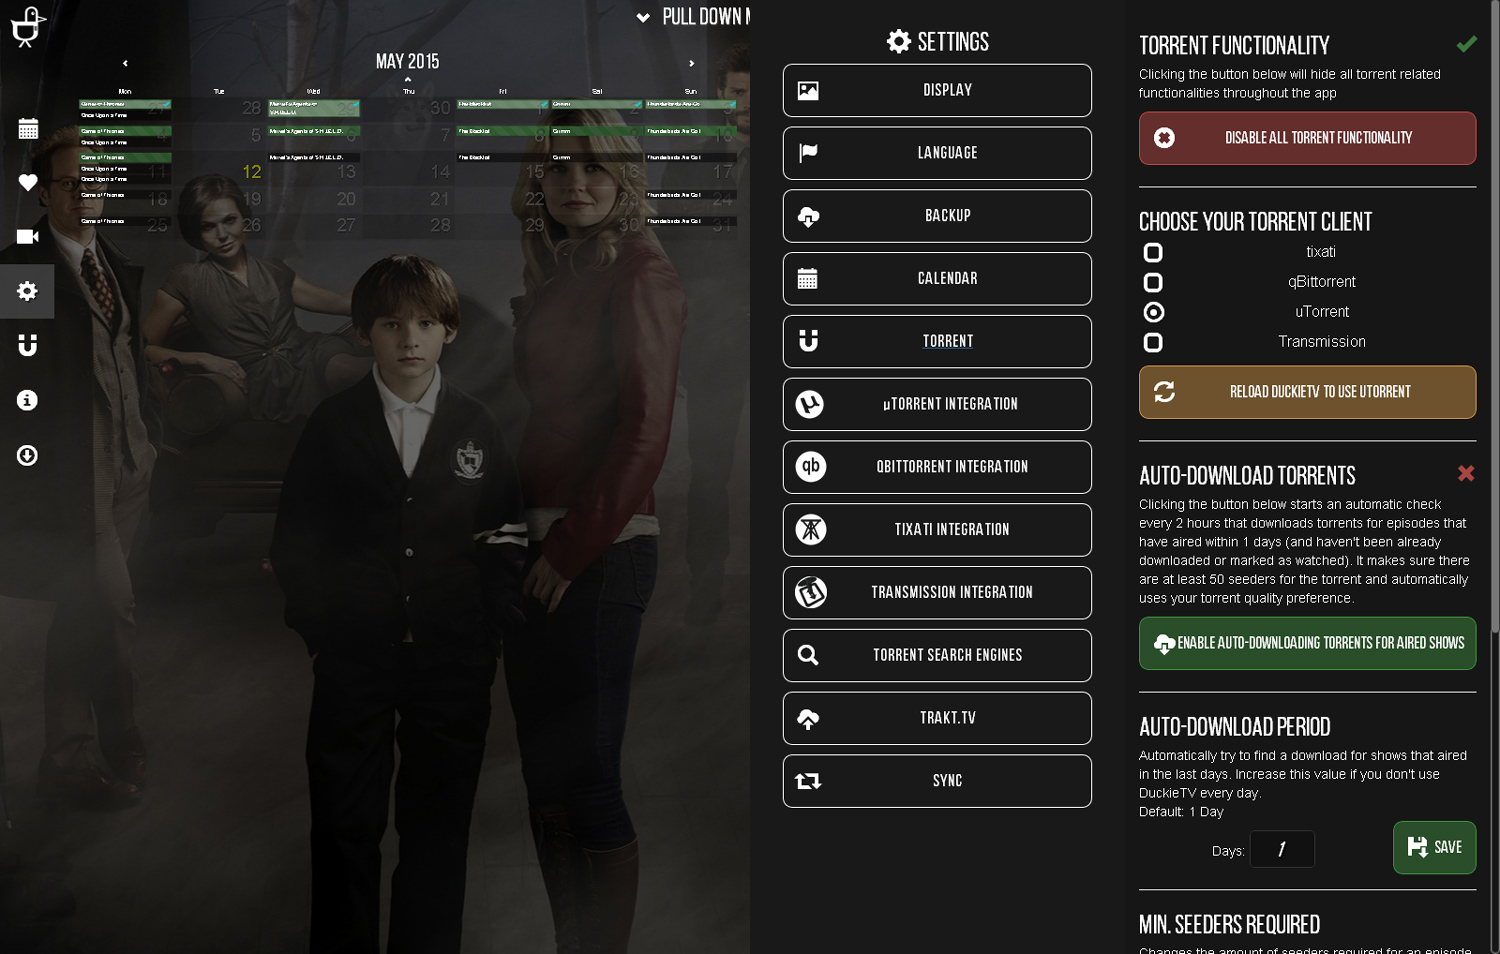 PULL DOWN
MAY 2015
Mon Tue Wed Thu Fri Sat Sun
Game of Thrones 27 28 Marvel's Agents of S.H.I.E.L.D. 29 30 The Blacklist 1 Grimm 2 Thunderbirds Are Go 3
Once Upon a Time
Game of Thrones 5 Marvel's Agents of S.H.I.E.L.D. 6 7 The Blacklist 8 Grimm Thunderbirds Are Go! 10
Once Upon a Time
Game of Thrones Marvel's Agents of S.H.I.E.L.D. The Blacklist Grimm Thunderbirds Are Go!
Once Upon a Time 11 12 13 14 15 16 17
Once Upon a Time
Game of Thrones 18 19 20 21 22 23 Thunderbirds Are Go! 24
Game of Thrones 25 26 27 28 29 30 Thunderbirds Are Go! 31
SETTINGS
DISPLAY
LANGUAGE
BACKUP
CALENDAR
TORRENT
µTORRENT INTEGRATION
qb QBITTORRENT INTEGRATION
TIXATI INTEGRATION
TRANSMISSION INTEGRATION
TORRENT SEARCH ENGINES
TRAKT.TV
SYNC
TORRENT FUNCTIONALITY
Clicking the button below will hide all torrent related
functionalities throughout the app
DISABLE ALL TORRENT FUNCTIONALITY
CHOOSE YOUR TORRENT CLIENT
tixati
qBittorrent
uTorrent
Transmission
RELOAD DUCKIETV TO USE UTORRENT
AUTO-DOWNLOAD TORRENTS
Clicking the button below starts an automatic check
every 2 hours that downloads torrents for episodes that
have aired within 1 days (and haven't been already
downloaded or marked as watched). It makes sure there
are at least 50 seeders for the torrent and automatically
uses your torrent quality preference.
ENABLE AUTO-DOWNLOADING TORRENTS FOR AIRED SHOWS
AUTO-DOWNLOAD PERIOD
Automatically try to find a download for shows that aired
in the last days. Increase this value if you don't use
DuckieTV every day.
Default: 1 Day
Days: 1 SAVE
MIN. SEEDERS REQUIRED
Changes the amount of seeders required for an episode